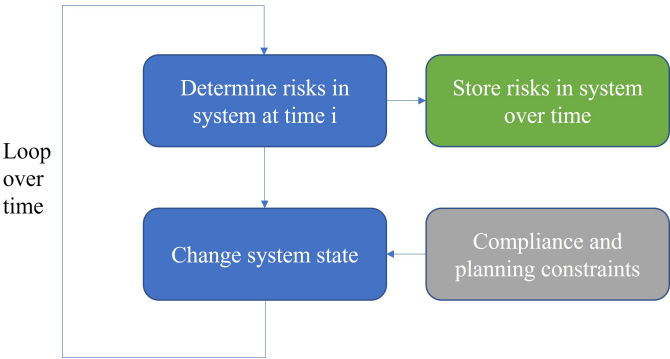 Determine risks in
system at time i
Store risks in system
over time
Loop
over
time
Change system state
Compliance and
planning constraints